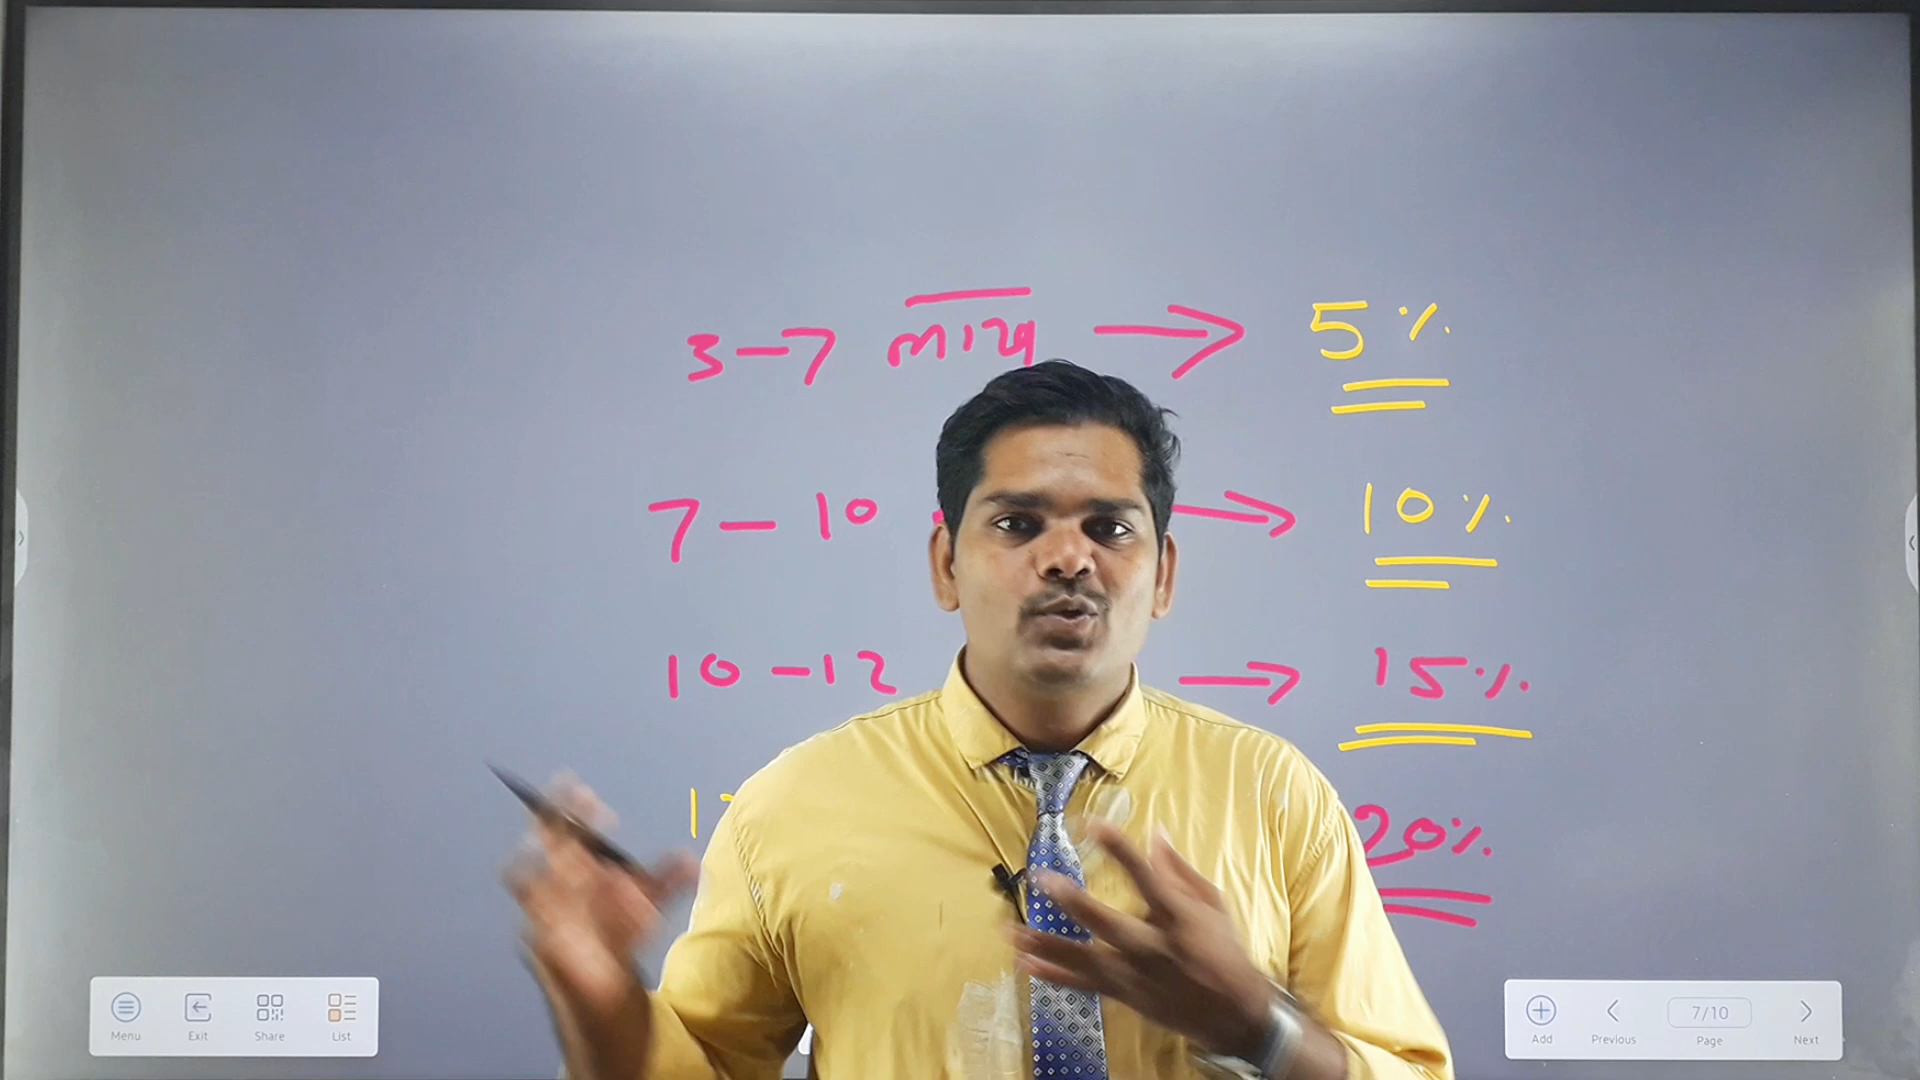 3-7 लाख → 5%
7-10 → 10%
10-12 → 15%
20%
Menu Exit Share List
Add Previous 7/10 Page Next